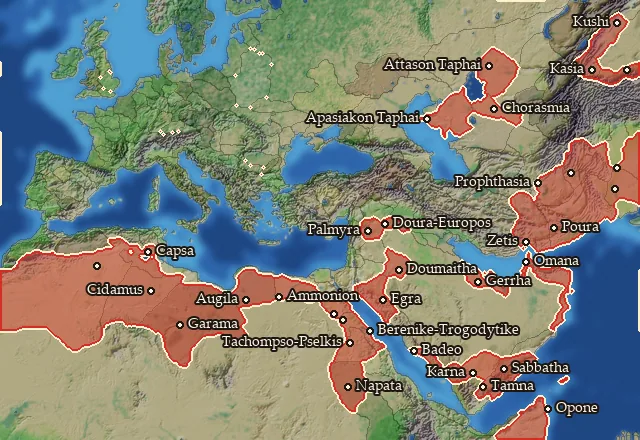 Kushi
Kasia
Attason Taphai
Chorasmia
Apasiakon Taphai
Prophthasia
Poura
Doura-Europos
Palmyra
Zetis
Omana
Capsa
Doumaitha
Gerrha
Cidamus
Augila
Ammonion
Egra
Garama
Berenike-Trogodytike
Tachompso-Pselkis
Badeo
Karna
Sabbatha
Tamna
Napata
Opone